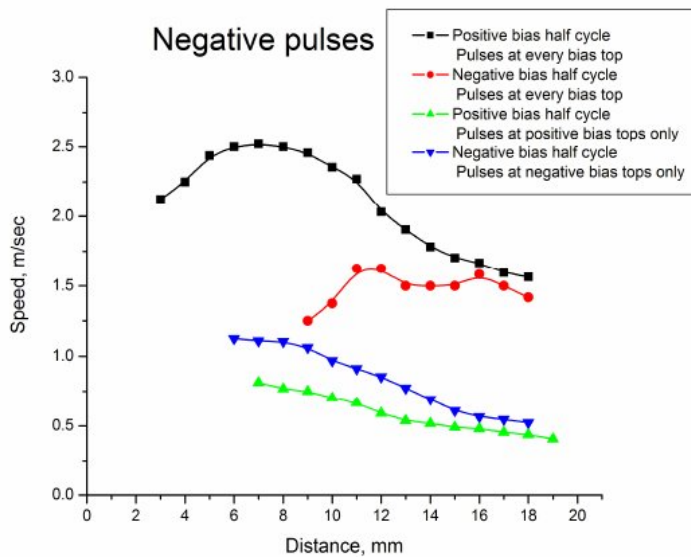 Negative pulses
Positive bias half cycle
Pulses at every bias top
Negative bias half cycle
Pulses at every bias top
Positive bias half cycle
Pulses at positive bias tops only
Negative bias half cycle
Pulses at negative bias tops only
3.0
2.5
2.0
1.5
1.0
0.5
0.0
Speed, m/sec
0 2 4 6 8 10 12 14 16 18 20
Distance, mm